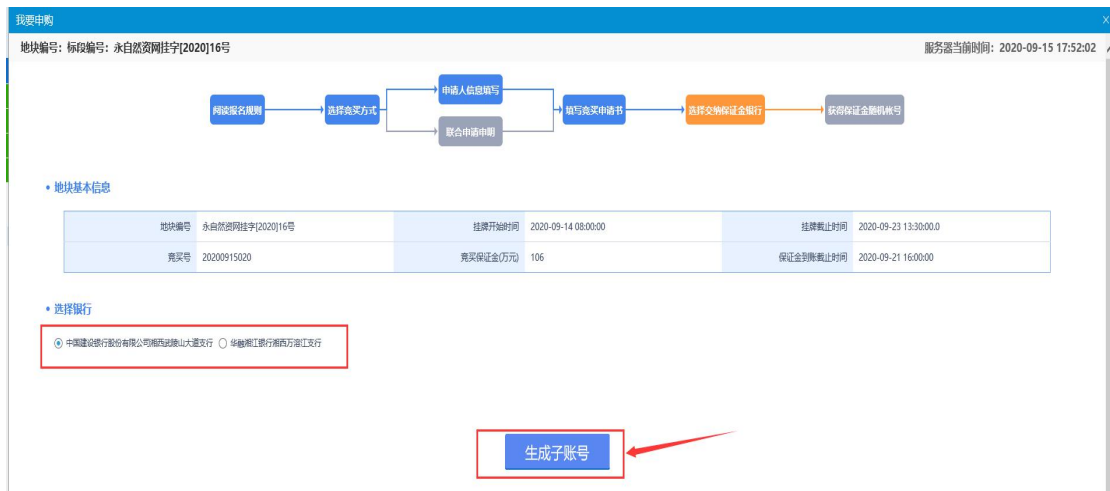 我要申购
地块编号：标段编号：永自然资网挂字[2020]16号 服务器当前时间：2020-09-15 17:52:02
申请人信息填写
阅读报名规则 选择竞买方式 填写竞买申请书 选择交纳保证金银行 获得保证金随机帐号
联合申请申明
• 地块基本信息
地块编号 永自然资网挂字[2020]16号 挂牌开始时间 2020-09-14 08:00:00 挂牌截止时间 2020-09-23 13:30:00.0
竞买号 20200915020 竞买保证金(万元) 106 保证金到账截止时间 2020-09-21 16:00:00
• 选择银行
中国建设银行股份有限公司湘西武陵山大道支行 华融湘江银行湘西万溶江支行
生成子账号